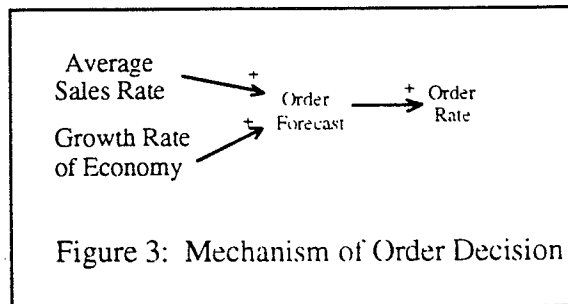 Average
Sales Rate
+
Order
Forecast
+
Order
Rate
+
Growth Rate
of Economy
Figure 3: Mechanism of Order Decision